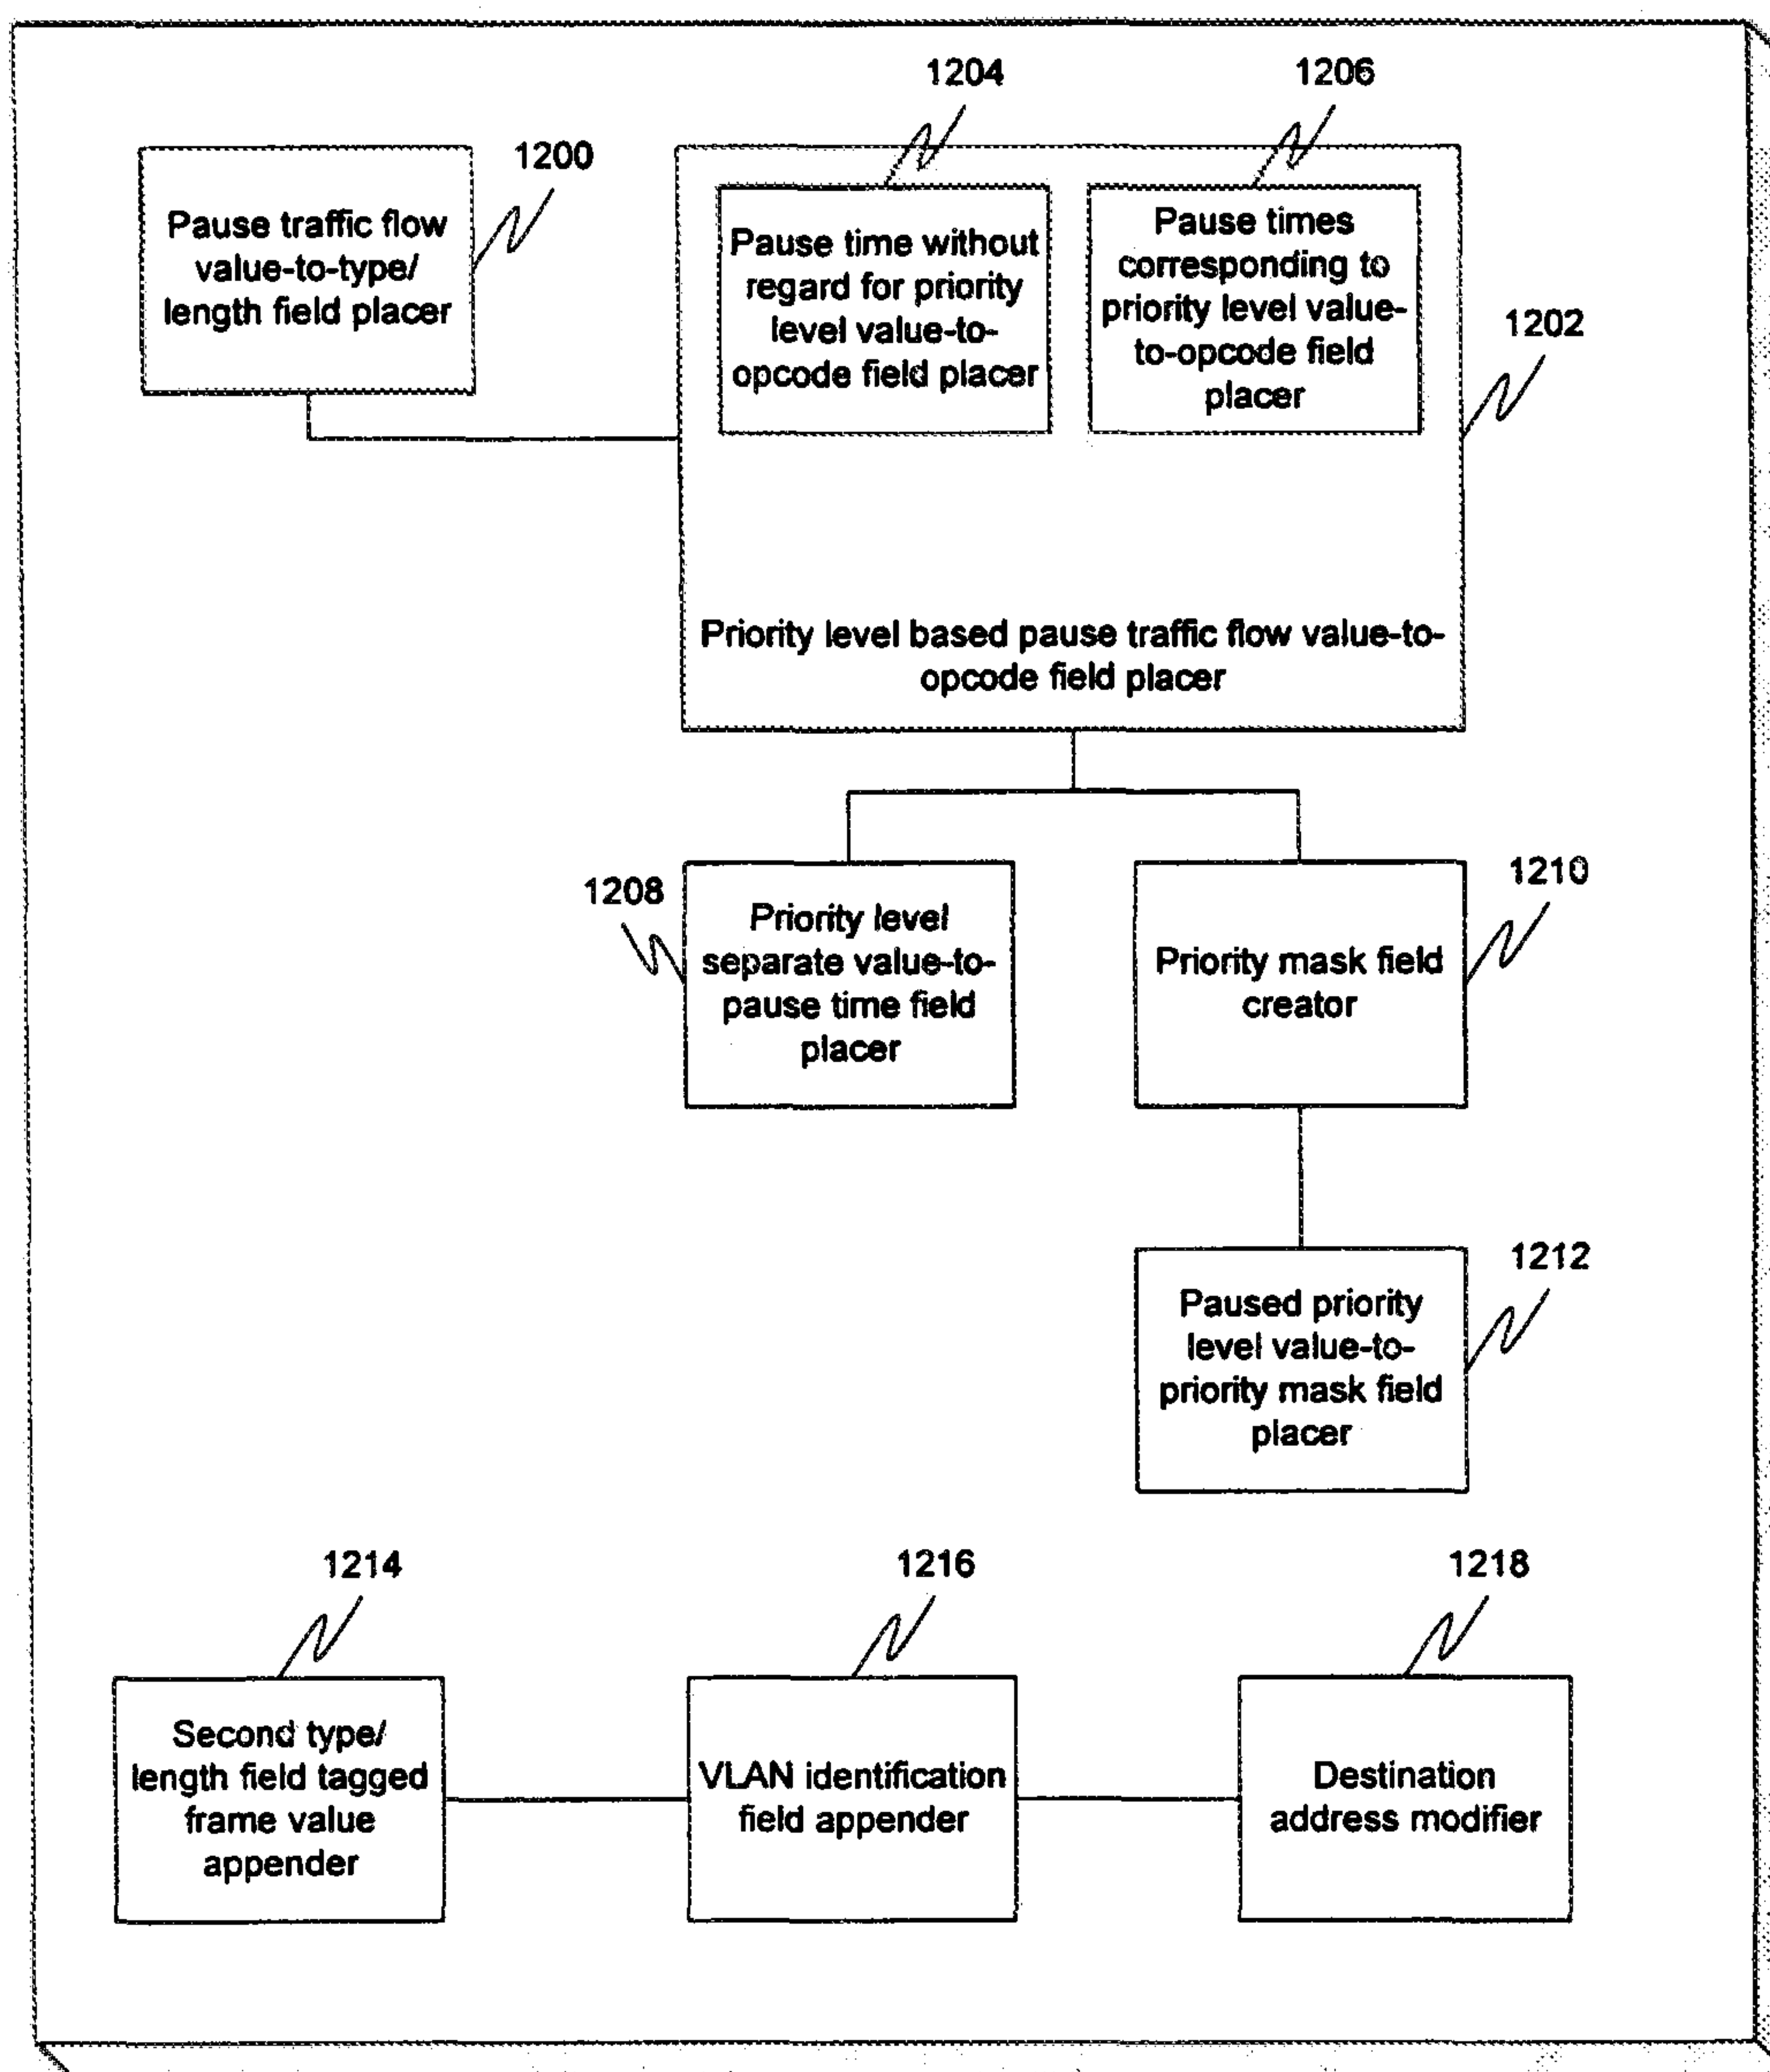 1204
1206
1200
Pause traffic flow
value-to-type/
length field placer
Pause time without
regard for priority
level value-to-
opcode field placer
Pause times
corresponding to
priority level value-
to-opcode field
placer
1202
Priority level based pause traffic flow value-to-
opcode field placer
1208
Priority level
separate value-to-
pause time field
placer
1210
Priority mask field
creator
1212
Paused priority
level value-to-
priority mask field
placer
1214
1216
1218
Second type/
length field tagged
frame value
appender
VLAN identification
field appender
Destination
address modifier